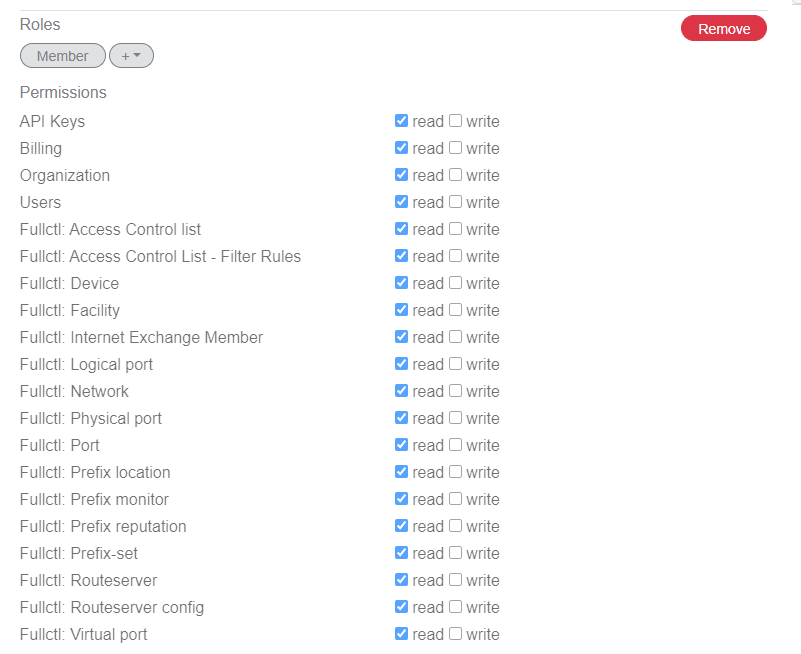 Roles
Remove
Member +
Permissions
API Keys read write
Billing read write
Organization read write
Users read write
Fullctl: Access Control list read write
Fullctl: Access Control List - Filter Rules read write
Fullctl: Device read write
Fullctl: Facility read write
Fullctl: Internet Exchange Member read write
Fullctl: Logical port read write
Fullctl: Network read write
Fullctl: Physical port read write
Fullctl: Port read write
Fullctl: Prefix location read write
Fullctl: Prefix monitor read write
Fullctl: Prefix reputation read write
Fullctl: Prefix-set read write
Fullctl: Routeserver read write
Fullctl: Routeserver config read write
Fullctl: Virtual port read write